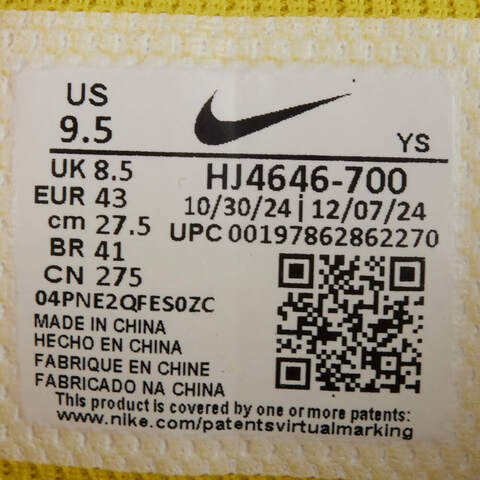 US
9.5
YS
UK 8.5
EUR 43
cm 27.5
BR 41
CN 275
HJ4646-700
10/30/24 | 12/07/24
UPC 00197862862270
04PNE2QFES0ZC
MADE IN CHINA
HECHO EN CHINA
FABRIQUE EN CHINE
FABRICADO NA CHINA
This product is covered by one or more patents:
www.nike.com/patentsvirtualmarking